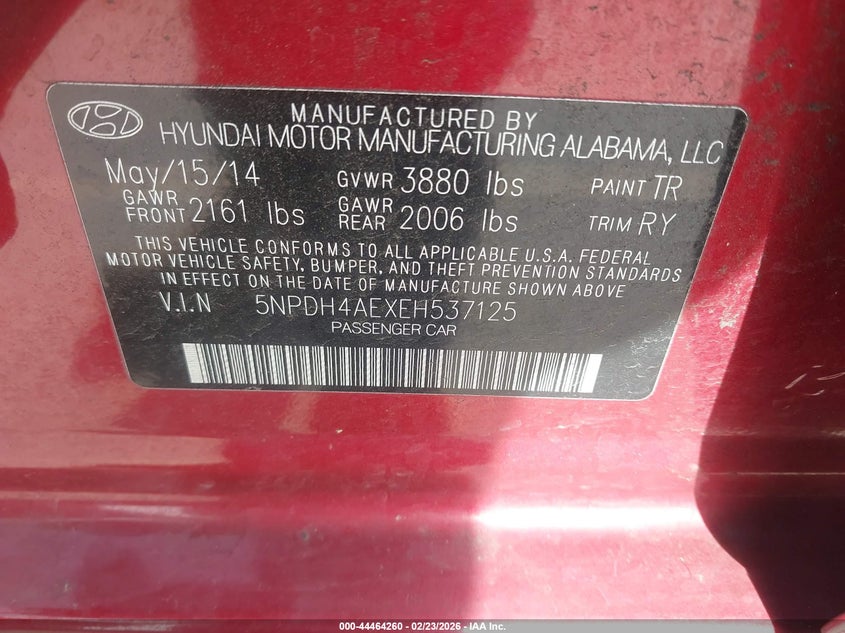 MANUFACTURED BY
HYUNDAI MOTOR MANUFACTURING ALABAMA, LLC
May/15/14 GVWR 3880 lbs PAINT TR
GAWR FRONT 2161 lbs GAWR REAR 2006 lbs TRIM RY
THIS VEHICLE CONFORMS TO ALL APPLICABLE U.S.A. FEDERAL
MOTOR VEHICLE SAFETY, BUMPER, AND THEFT PREVENTION STANDARDS
IN EFFECT ON THE DATE OF MANUFACTURE SHOWN ABOVE
V.I.N 5NPDH4AEXEH537125
PASSENGER CAR
000-44464260 - 02/23/2026 - IAA Inc.